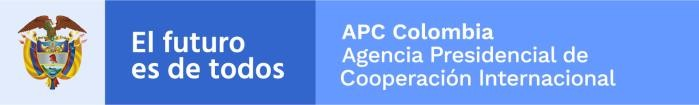 El futuro
es de todos
APC Colombia
Agencia Presidencial de
Cooperación Internacional